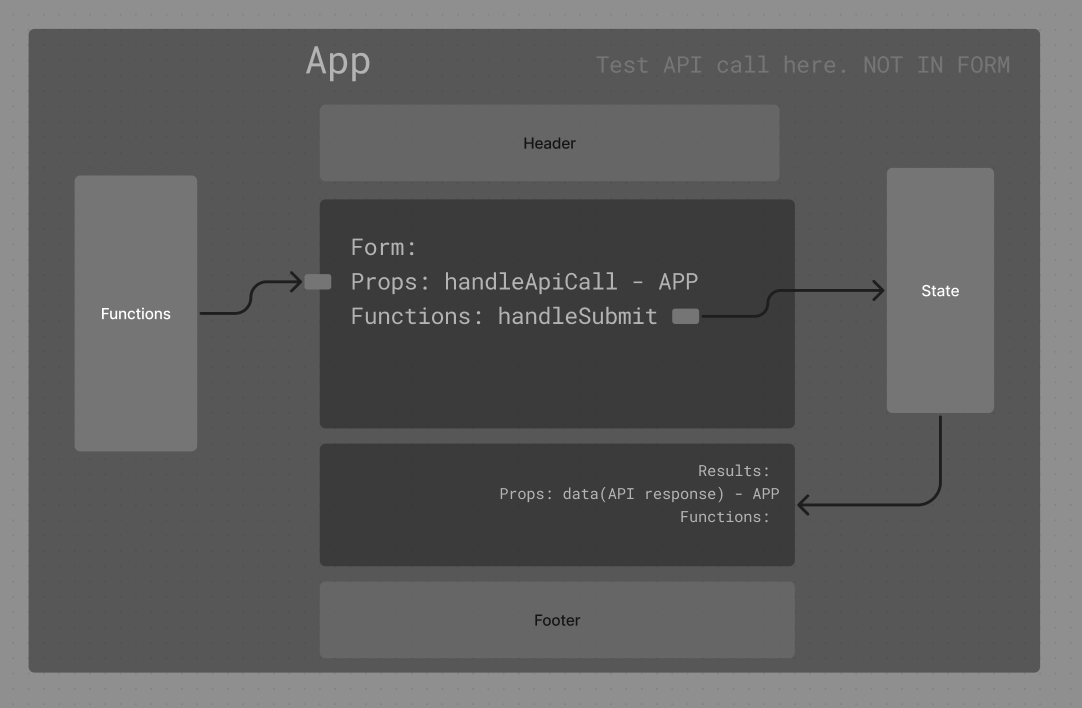 App
Test API call here. NOT IN FORM
Header
Functions
Form:
Props: handleApiCall - APP
Functions: handleSubmit
State
Results:
Props: data(API response) - APP
Functions:
Footer